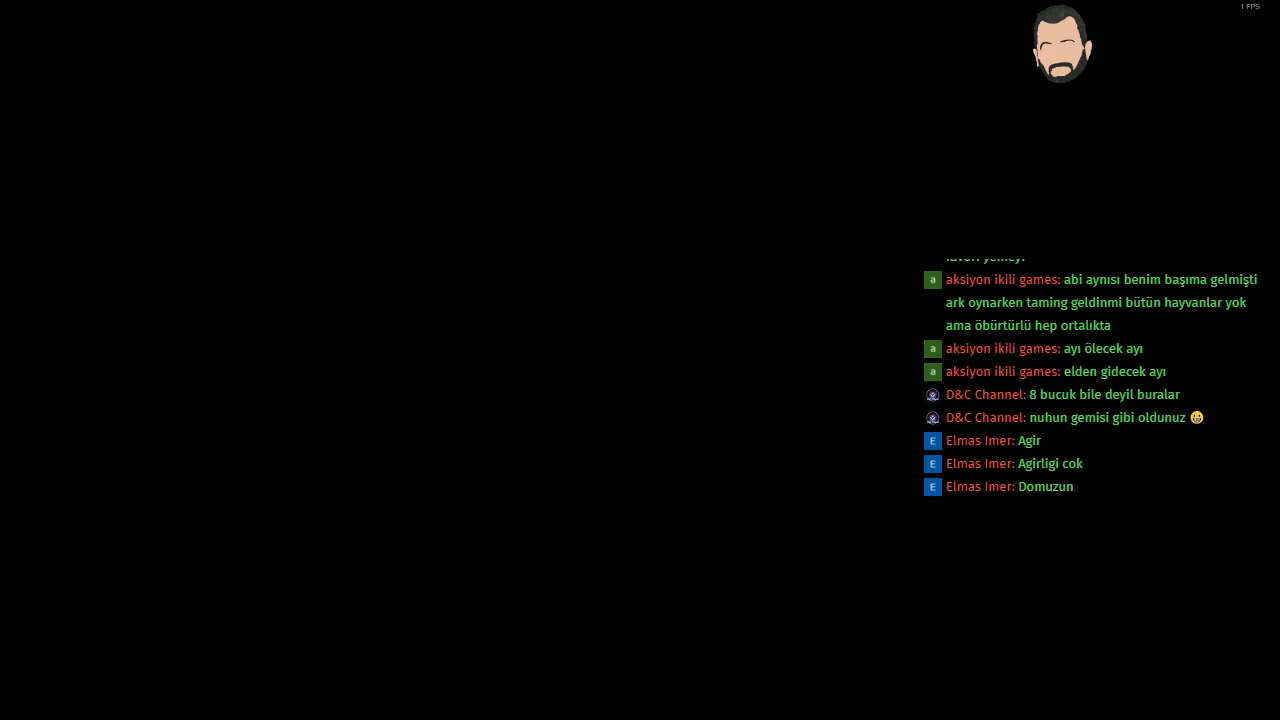 1 FPS
a aksiyon ikili games: abi aynısı benim başıma gelmişti
ark oynarken taming geldinmi bütün hayvanlar yok
ama öbürtürlü hep ortalıkta
a aksiyon ikili games: ayı ölecek ayı
a aksiyon ikili games: elden gidecek ayı
D&C Channel: 8 bucuk bile deyil buralar
D&C Channel: nuhun gemisi gibi oldunuz 😀
E Elmas Imer: Agir
E Elmas Imer: Agirligi cok
E Elmas Imer: Domuzun